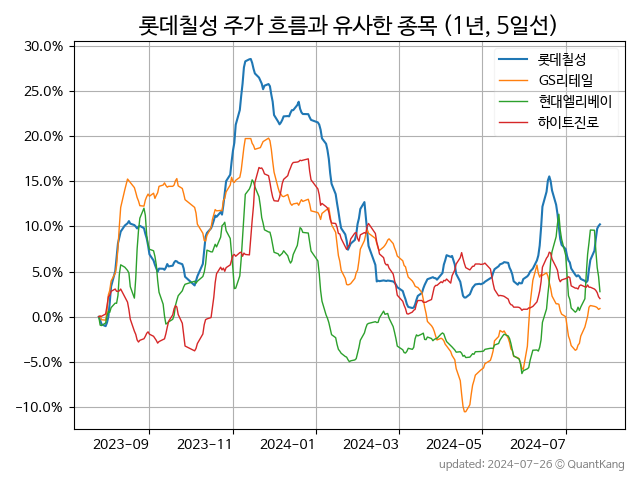 롯데칠성 주가 흐름과 유사한 종목 (1년, 5일선)
30.0%
25.0%
20.0%
15.0%
10.0%
5.0%
0.0%
−5.0%
−10.0%
롯데칠성
GS리테일
현대엘리베이
하이트진로
2023-09
2023-11
2024-01
2024-03
2024-05
2024-07
updated: 2024-07-26 © QuantKang